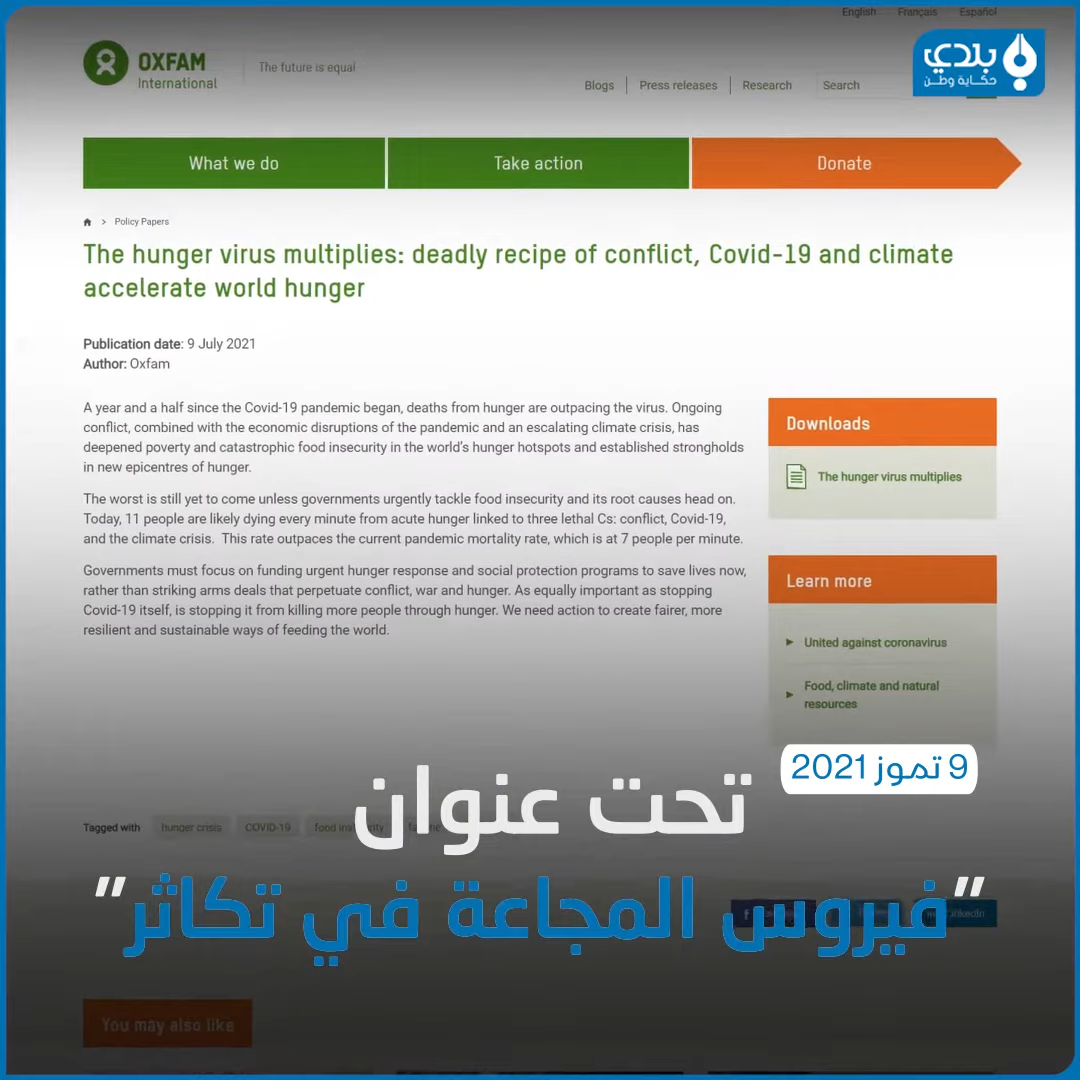 English Français Español
OXFAM
International
The future is equal
بلدي
حكـــاية وطـــن
Blogs Press releases Research Search
What we do Take action Donate
> Policy Papers
The hunger virus multiplies: deadly recipe of conflict, Covid-19 and climate
accelerate world hunger
Publication date: 9 July 2021
Author: Oxfam
A year and a half since the Covid-19 pandemic began, deaths from hunger are outpacing the virus. Ongoing
conflict, combined with the economic disruptions of the pandemic and an escalating climate crisis, has
deepened poverty and catastrophic food insecurity in the world's hunger hotspots and established strongholds
in new epicentres of hunger.
The worst is still yet to come unless governments urgently tackle food insecurity and its root causes head on.
Today, 11 people are likely dying every minute from acute hunger linked to three lethal Cs: conflict, Covid-19,
and the climate crisis. This rate outpaces the current pandemic mortality rate, which is at 7 people per minute.
Governments must focus on funding urgent hunger response and social protection programs to save lives now,
rather than striking arms deals that perpetuate conflict, war and hunger. As equally important as stopping
Covid-19 itself, is stopping it from killing more people through hunger. We need action to create fairer, more
resilient and sustainable ways of feeding the world.
Downloads
The hunger virus multiplies
Learn more
United against coronavirus
Food, climate and natural
resources
9 تموز 2021
تحت عنوان
Tagged with hunger crisis COVID-19 food
"فيروس المجاعة في تكاثر"
LinkedIn
You may also like